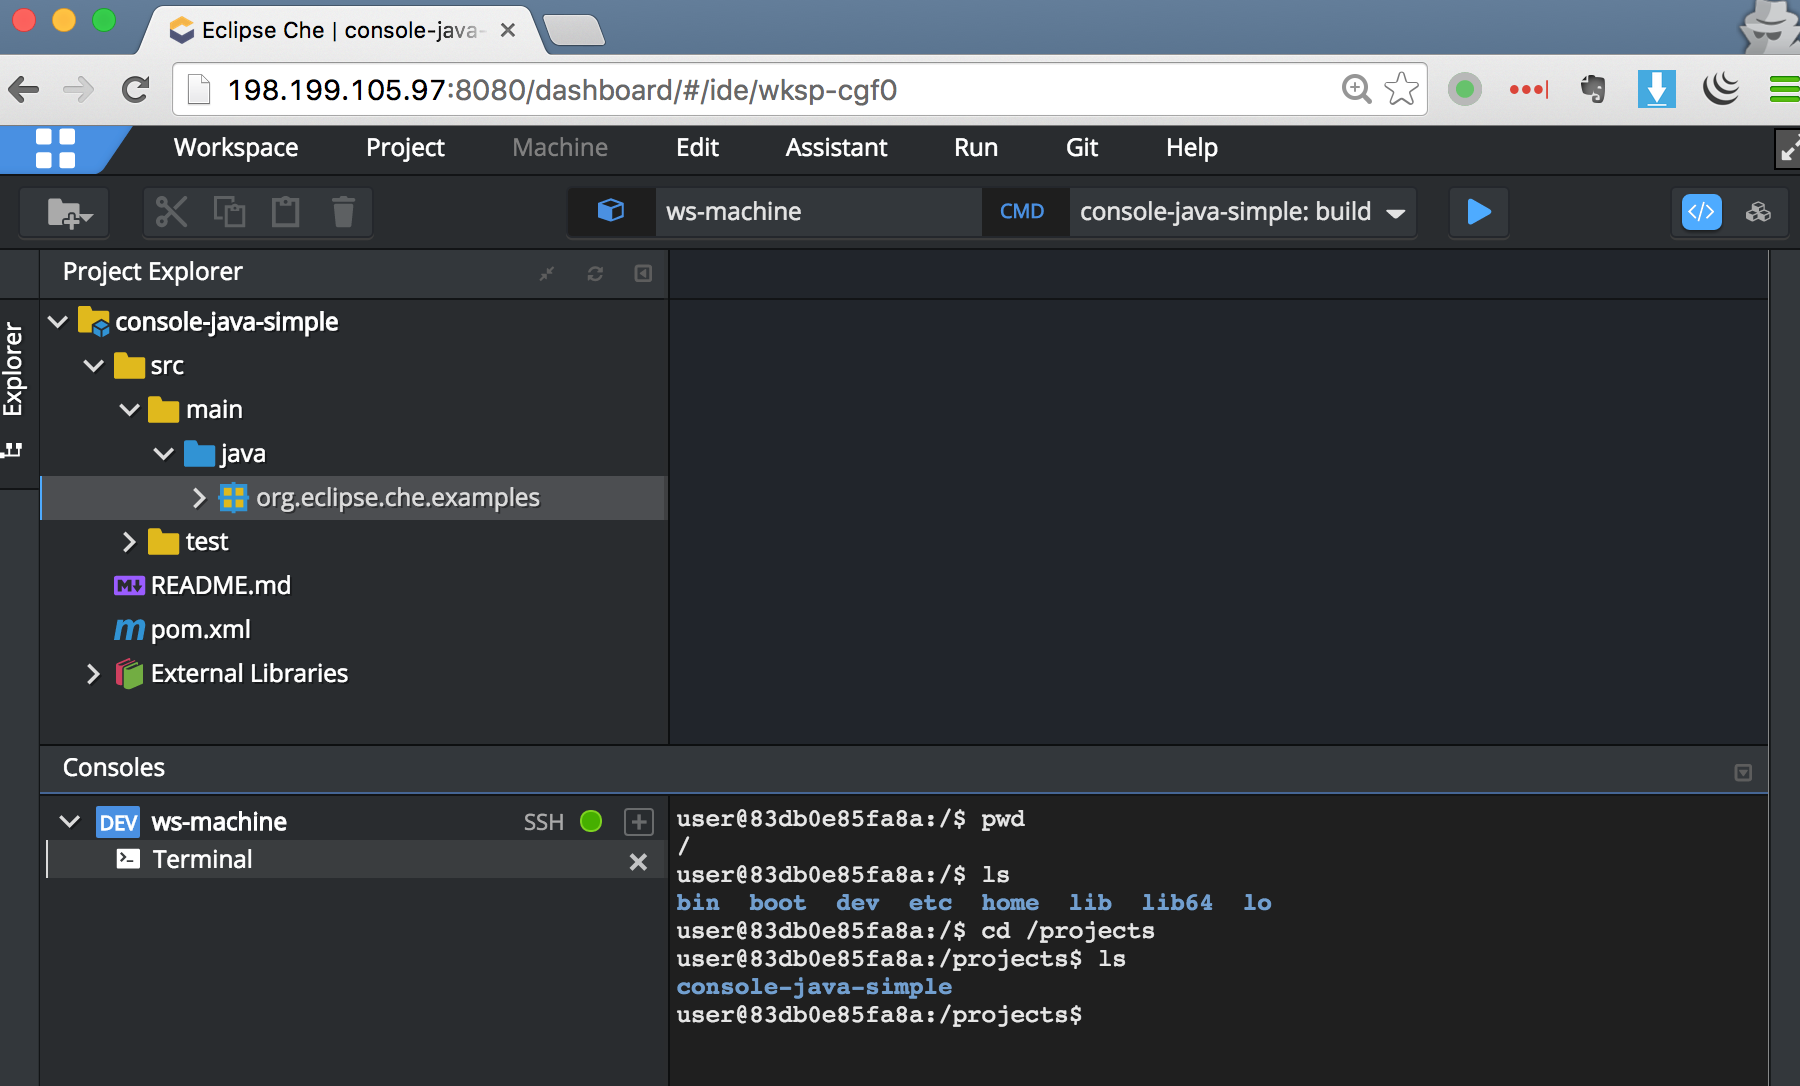 Eclipse Che | console-java-
198.199.105.97:8080/dashboard/#/ide/wksp-cgf0
Workspace Project Machine Edit Assistant Run Git Help
ws-machine CMD console-java-simple: build
Project Explorer
Explorer
console-java-simple
src
main
java
org.eclipse.che.examples
test
README.md
pom.xml
External Libraries
Consoles
DEV ws-machine SSH
Terminal
user@83db0e85fa8a:/$ pwd
/
user@83db0e85fa8a:/$ ls
bin boot dev etc home lib lib64 lo
user@83db0e85fa8a:/$ cd /projects
user@83db0e85fa8a:/projects$ ls
console-java-simple
user@83db0e85fa8a:/projects$